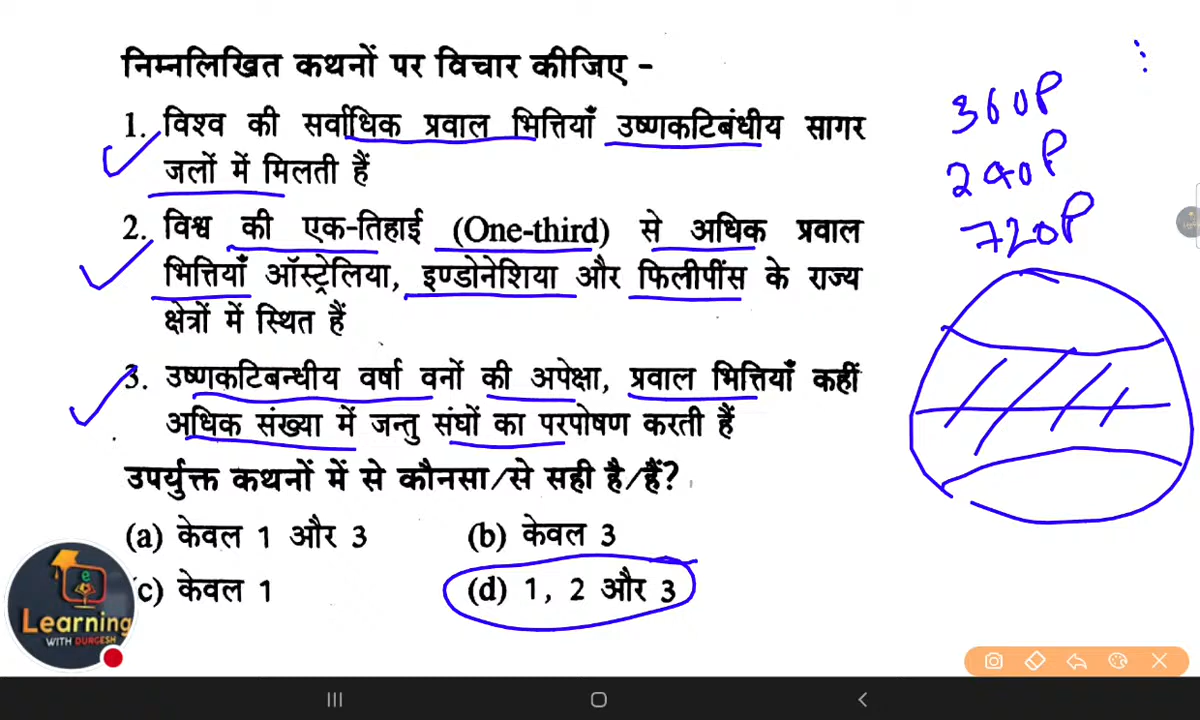 निम्नलिखित कथनों पर विचार कीजिए -
1. विश्व की सर्वाधिक प्रवाल भित्तियाँ उष्णकटिबंधीय सागर
जलों में मिलती हैं
2. विश्व की एक-तिहाई (One-third) से अधिक प्रवाल
भित्तियाँ ऑस्ट्रेलिया, इण्डोनेशिया और फिलीपींस के राज्य
क्षेत्रों में स्थित हैं
3. उष्णकटिबन्धीय वर्षा वनों की अपेक्षा, प्रवाल भित्तियाँ कहीं
अधिक संख्या में जन्तु संघों का परपोषण करती हैं
उपर्युक्त कथनों में से कौनसा/से सही है/हैं?
(a) केवल 1 और 3
(b) केवल 3
(c) केवल 1
(d) 1, 2 और 3
360P
240P
720P
e
Learning
WITH DURGESH